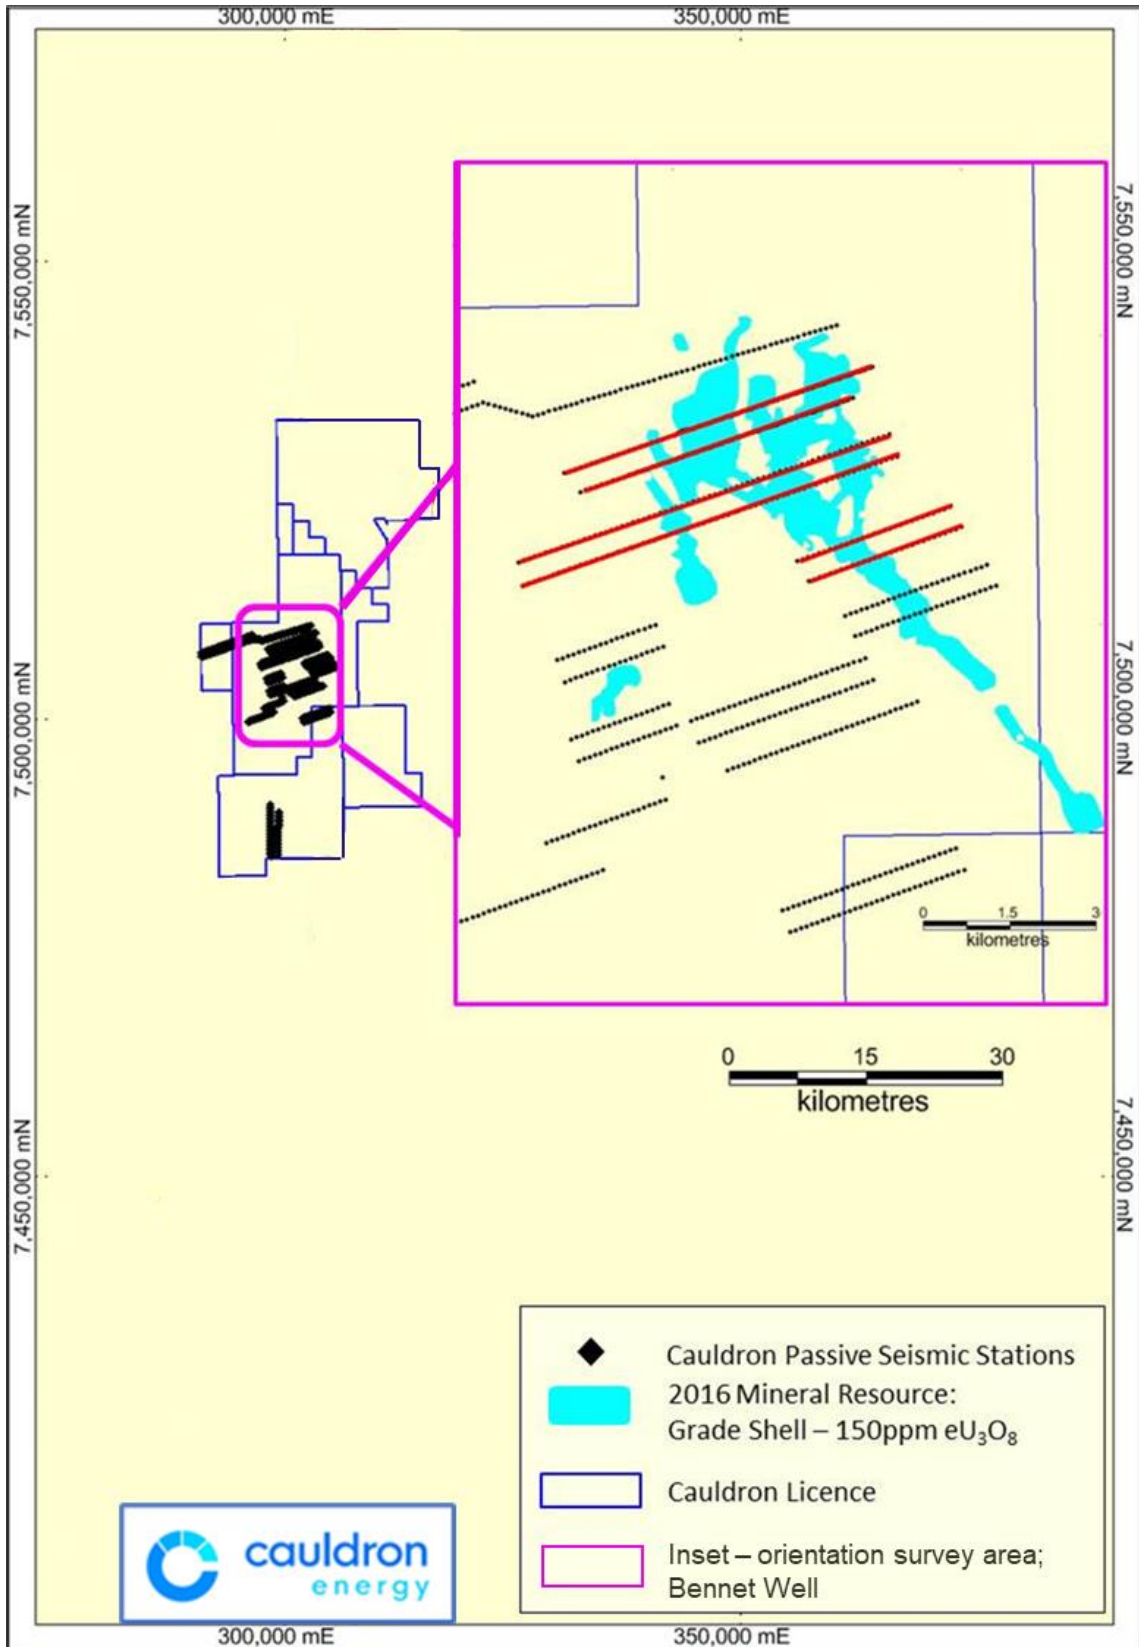 300,000 mE
350,000 mE
7,550,000 mN
7,550,000 mN
0 1.5 3
kilometres
7,500,000 mN
7,500,000 mN
0 15 30
kilometres
7,450,000 mN
7,450,000 mN
Cauldron Passive Seismic Stations
2016 Mineral Resource:
Grade Shell – 150ppm eU₃O₈
Cauldron Licence
Inset – orientation survey area;
Bennet Well
cauldron
energy
300,000 mE
350,000 mE